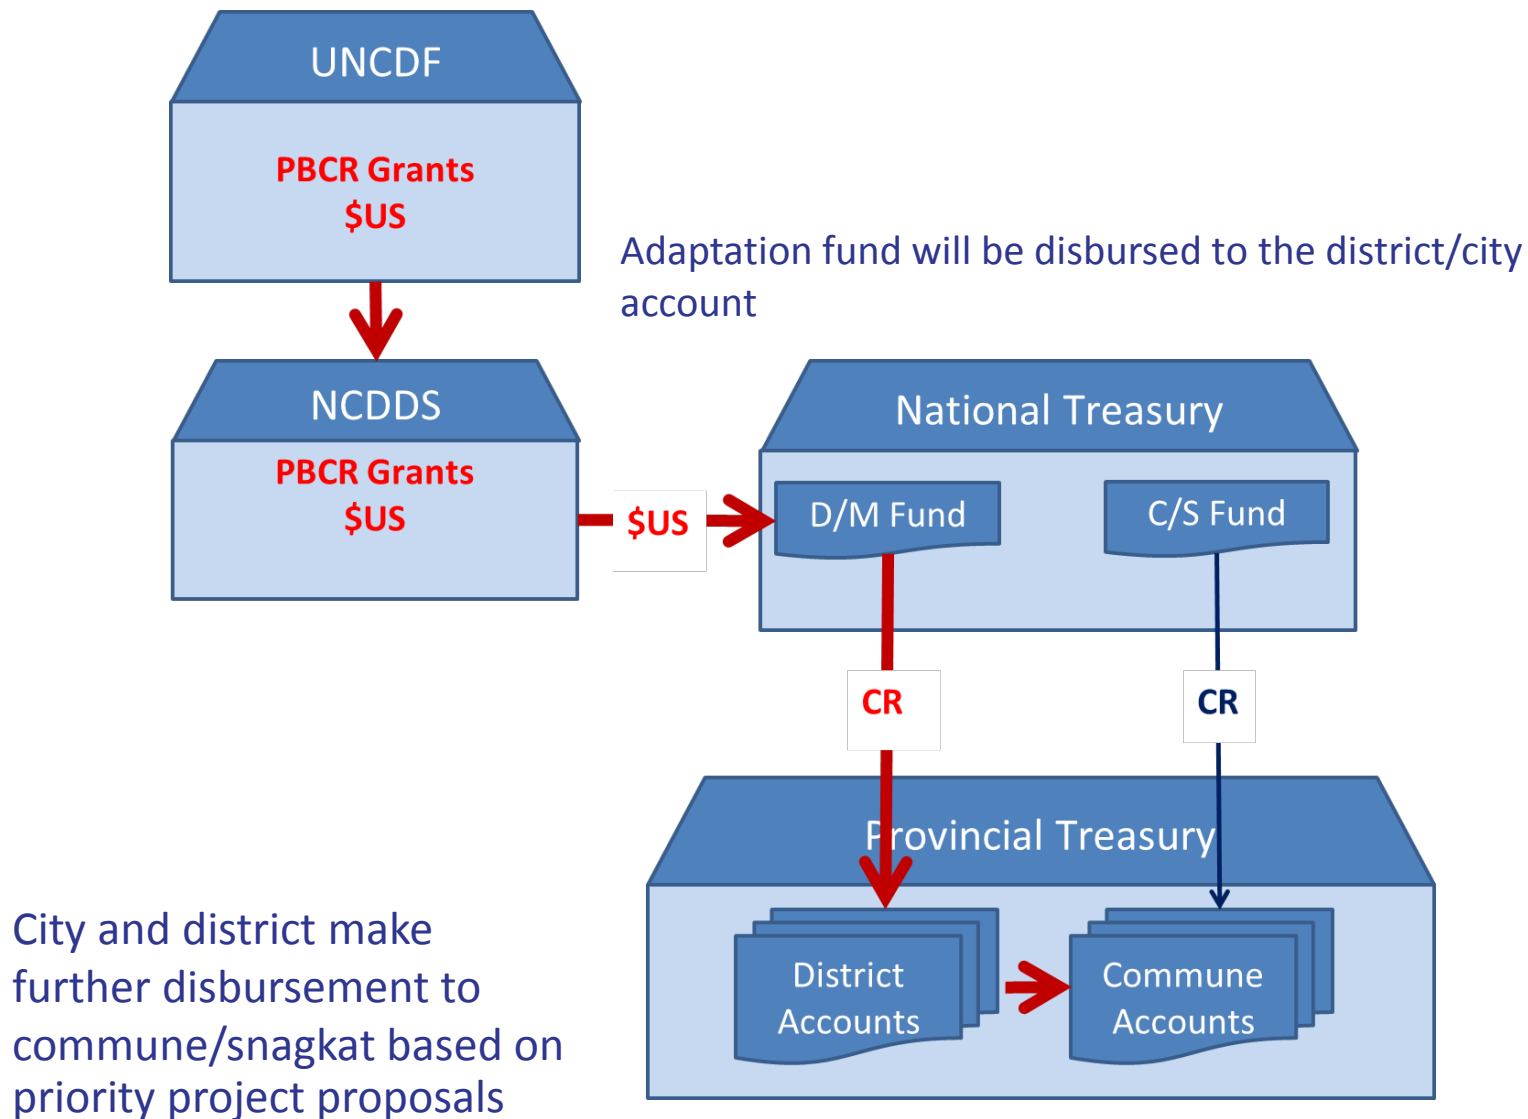 UNCDF
PBCR Grants
$US
Adaptation fund will be disbursed to the district/city
account
NCDDS
PBCR Grants
$US
$US
National Treasury
D/M Fund
C/S Fund
CR
CR
Provincial Treasury
District
Accounts
Commune
Accounts
City and district make
further disbursement to
commune/snagkat based on
priority project proposals